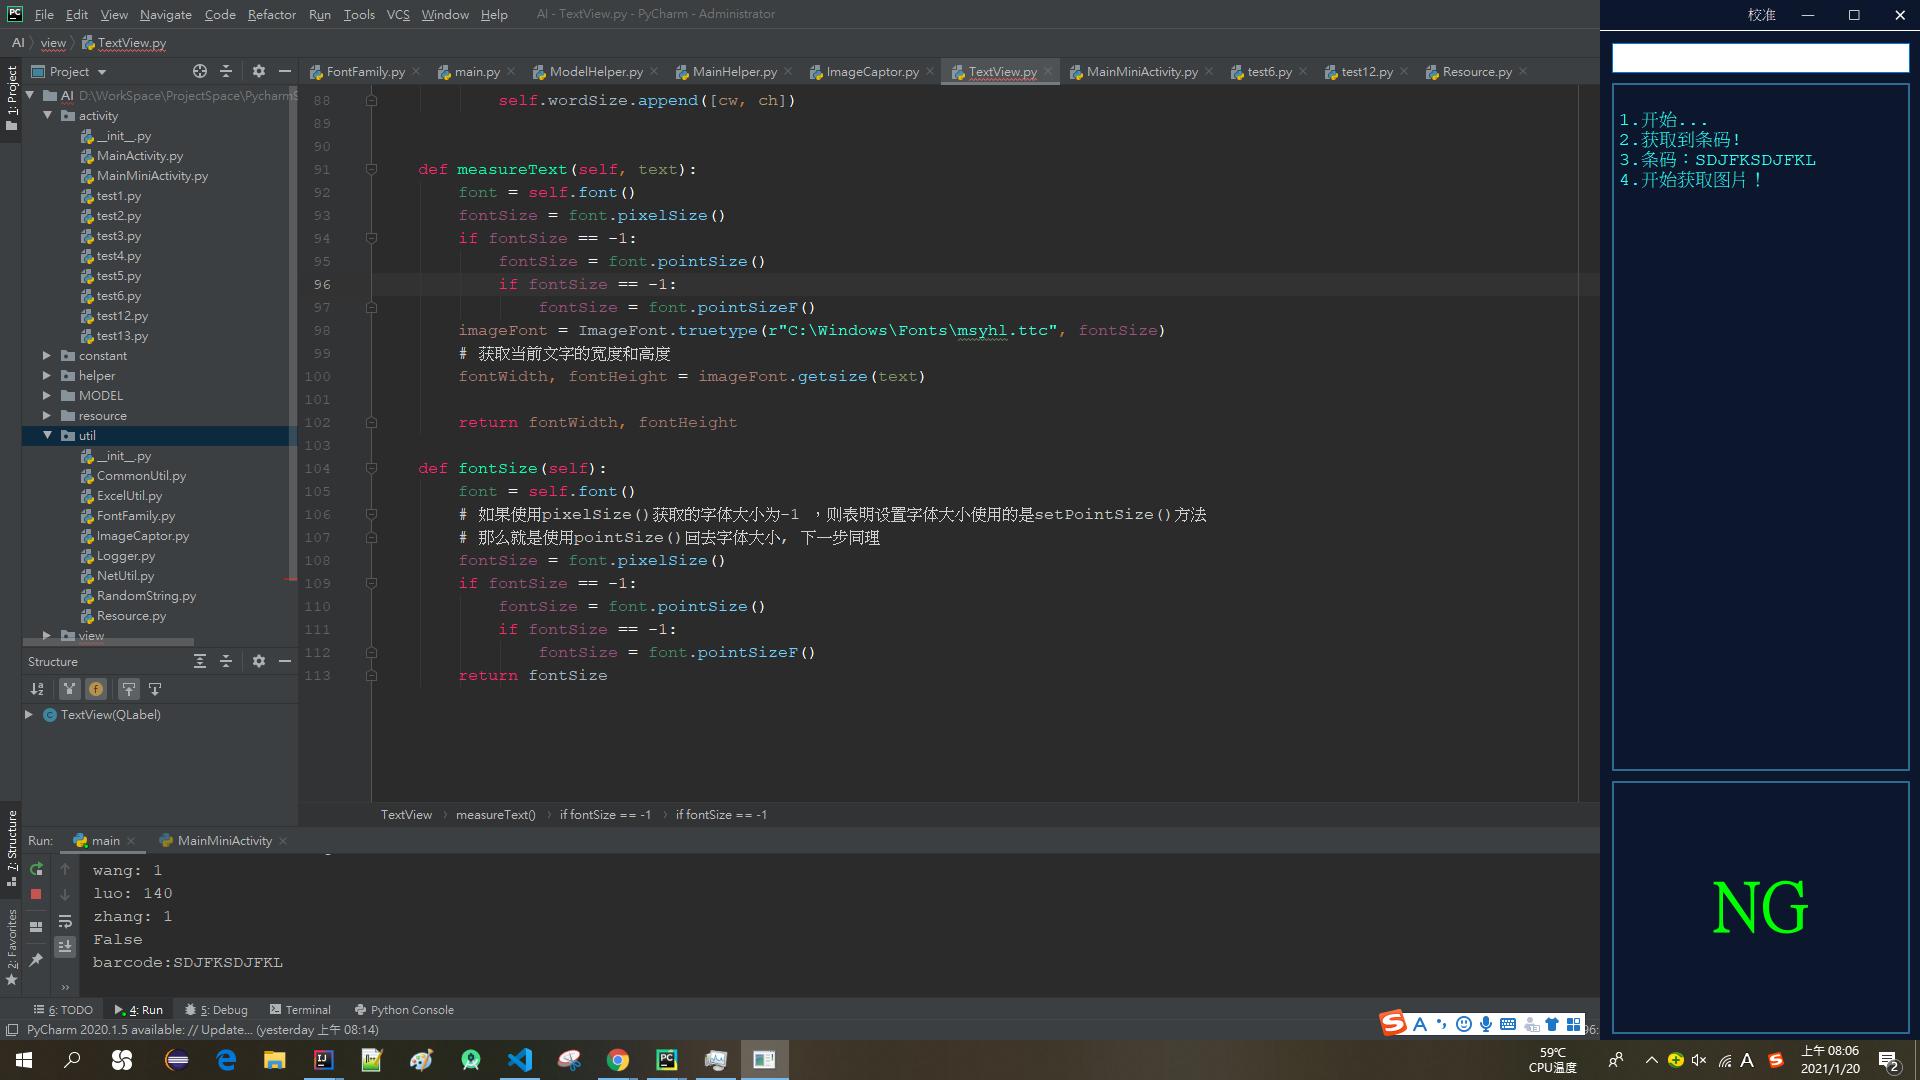 File Edit View Navigate Code Refactor Run Tools VCS Window Help AI - TextView.py - PyCharm - Administrator
校准
AI view TextView.py
Project
FontFamily.py main.py ModelHelper.py MainHelper.py ImageCaptor.py TextView.py MainMiniActivity.py test6.py test12.py Resource.py
1: Project
AI D:\WorkSpace\ProjectSpace\PycharmS
activity
__init__.py
MainActivity.py
MainMiniActivity.py
test1.py
test2.py
test3.py
test4.py
test5.py
test6.py
test12.py
test13.py
constant
helper
MODEL
resource
util
__init__.py
CommonUtil.py
ExcelUtil.py
FontFamily.py
ImageCaptor.py
Logger.py
NetUtil.py
RandomString.py
Resource.py
view
Structure
TextView(QLabel)
88 self.wordSize.append([cw, ch])
89
90
91 def measureText(self, text):
92 font = self.font()
93 fontSize = font.pixelSize()
94 if fontSize == -1:
95 fontSize = font.pointSize()
96 if fontSize == -1:
97 fontSize = font.pointSizeF()
98 imageFont = ImageFont.truetype(r"C:\Windows\Fonts\msyhl.ttc", fontSize)
99 # 获取当前文字的宽度和高度
100 fontWidth, fontHeight = imageFont.getsize(text)
101
102 return fontWidth, fontHeight
103
104 def fontSize(self):
105 font = self.font()
106 # 如果使用pixelSize()获取的字体大小为-1 ，则表明设置字体大小使用的是setPointSize()方法
107 # 那么就是使用pointSize()回去字体大小, 下一步同理
108 fontSize = font.pixelSize()
109 if fontSize == -1:
110 fontSize = font.pointSize()
111 if fontSize == -1:
112 fontSize = font.pointSizeF()
113 return fontSize
TextView measureText() if fontSize == -1 if fontSize == -1
1.开始...
2.获取到条码!
3.条码：SDJFKSDJFKL
4.开始获取图片！
NG
7: Structure
2: Favorites
Run: main MainMiniActivity
wang: 1
luo: 140
zhang: 1
False
barcode:SDJFKSDJFKL
6: TODO 4: Run 5: Debug Terminal Python Console
PyCharm 2020.1.5 available: // Update... (yesterday 上午 08:14)
96:
59℃
CPU温度
上午 08:06
2021/1/20
2